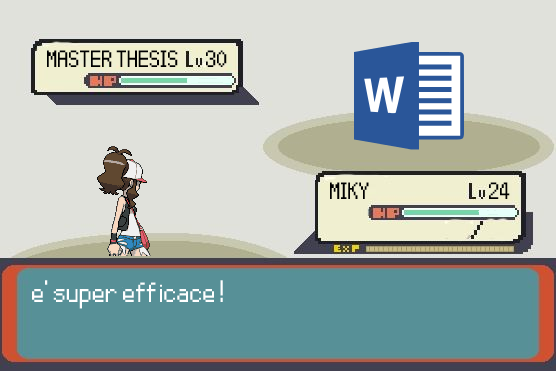 MASTER THESIS Lv30
HP
W
MIKY Lv24
HP
/
EXP
e' super efficace!